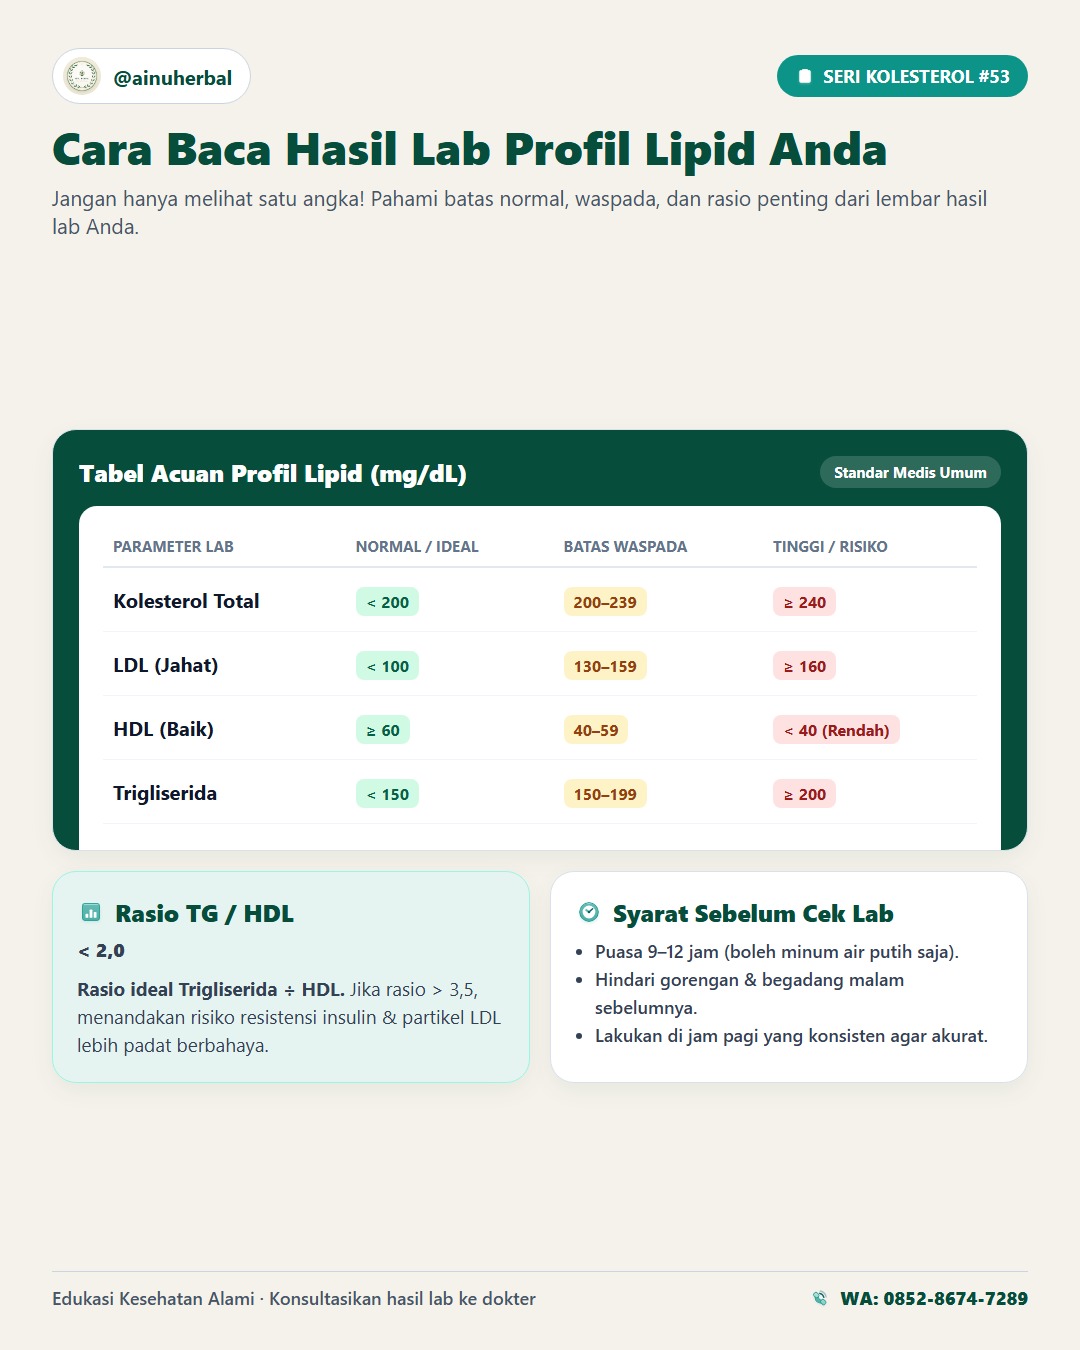 @ainuherbal
SERI KOLESTEROL #53
Cara Baca Hasil Lab Profil Lipid Anda
Jangan hanya melihat satu angka! Pahami batas normal, waspada, dan rasio penting dari lembar hasil
lab Anda.
Tabel Acuan Profil Lipid (mg/dL)
Standar Medis Umum
PARAMETER LAB NORMAL / IDEAL BATAS WASPADA TINGGI / RISIKO
Kolesterol Total < 200 200–239 ≥ 240
LDL (Jahat) < 100 130–159 ≥ 160
HDL (Baik) ≥ 60 40–59 < 40 (Rendah)
Trigliserida < 150 150–199 ≥ 200
Rasio TG / HDL
< 2,0
Rasio ideal Trigliserida ÷ HDL. Jika rasio > 3,5,
menandakan risiko resistensi insulin & partikel LDL
lebih padat berbahaya.
Syarat Sebelum Cek Lab
• Puasa 9–12 jam (boleh minum air putih saja).
• Hindari gorengan & begadang malam
sebelumnya.
• Lakukan di jam pagi yang konsisten agar akurat.
Edukasi Kesehatan Alami · Konsultasikan hasil lab ke dokter
WA: 0852-8674-7289